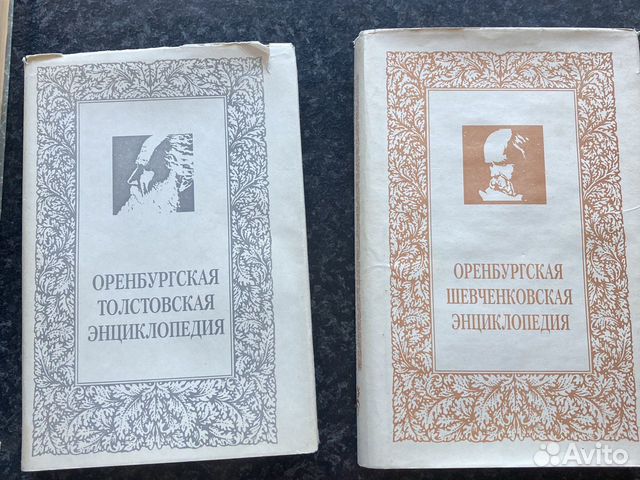 ОРЕНБУРГСКАЯ
ТОЛСТОВСКАЯ
ЭНЦИКЛОПЕДИЯ
ОРЕНБУРГСКАЯ
ШЕВЧЕНКОВСКАЯ
ЭНЦИКЛОПЕДИЯ
Avito